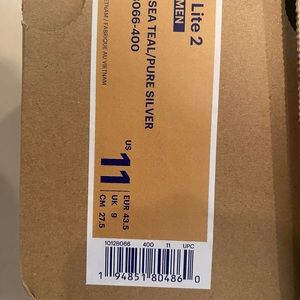 Lite 2
MEN
SEA TEAL/PURE SILVER
066-400
VIETNAM / FABRIQUE AU VIETNAM
US
11
EUR 43.5
UK 9
CM 27.5
10128066 400 11 UPC
1 94851 80486 0